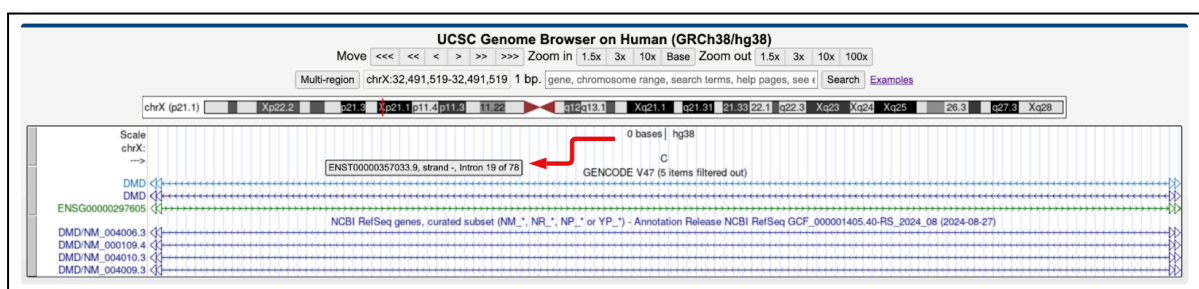 UCSC Genome Browser on Human (GRCh38/hg38)
Move <<< << < > >> >>> Zoom in 1.5x 3x 10x Base Zoom out 1.5x 3x 10x 100x
Multi-region chrX:32,491,519-32,491,519 1 bp. gene, chromosome range, search terms, help pages, see e Search Examples
chrX (p21.1) Xp22.2 p21.3 Xp21.1 p11.4 p11.3 11.22 q12 q13.1 Xq21.1 q21.31 21.33 22.1 q22.3 Xq23 Xq24 Xq25 26.3 q27.3 Xq28
Scale 0 bases hg38
chrX:
---> C
ENST00000357033.9, strand -, Intron 19 of 78
GENCODE V47 (5 items filtered out)
DMD
DMD
ENSG00000297605
NCBI RefSeq genes, curated subset (NM_*, NR_*, NP_* or YP_*) - Annotation Release NCBI RefSeq GCF_000001405.40-RS_2024_08 (2024-08-27)
DMD/NM_004006.3
DMD/NM_000109.4
DMD/NM_004010.3
DMD/NM_004009.3